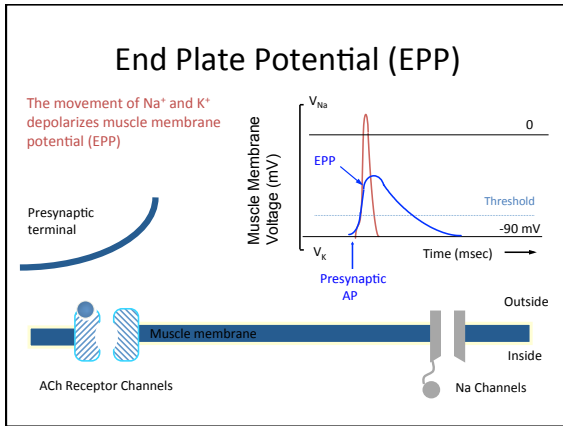 End Plate Potential (EPP)
The movement of Na⁺ and K⁺
depolarizes muscle membrane
potential (EPP)
Presynaptic
terminal
Muscle Membrane
Voltage (mV)
V_Na
0
EPP
Threshold
-90 mV
V_K
Time (msec)
Presynaptic
AP
Outside
Muscle membrane
Inside
ACh Receptor Channels
Na Channels